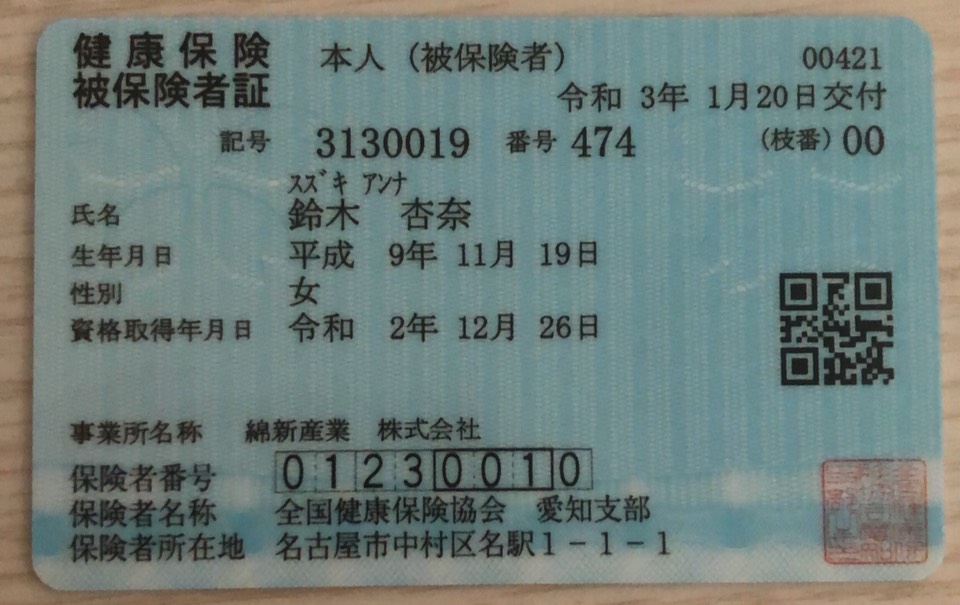 健康保険 本人（被保険者） 00421
被保険者証 令和 3年 1月20日交付
記号 3130019 番号 474 （枝番）00
ｽｽﾞｷ ｱﾝﾅ
氏名 鈴木 杏奈
生年月日 平成 9年 11月 19日
性別 女
資格取得年月日 令和 2年 12月 26日
事業所名称 綿新産業 株式会社
保険者番号 01230010
保険者名称 全国健康保険協会 愛知支部
保険者所在地 名古屋市中村区名駅１－１－１